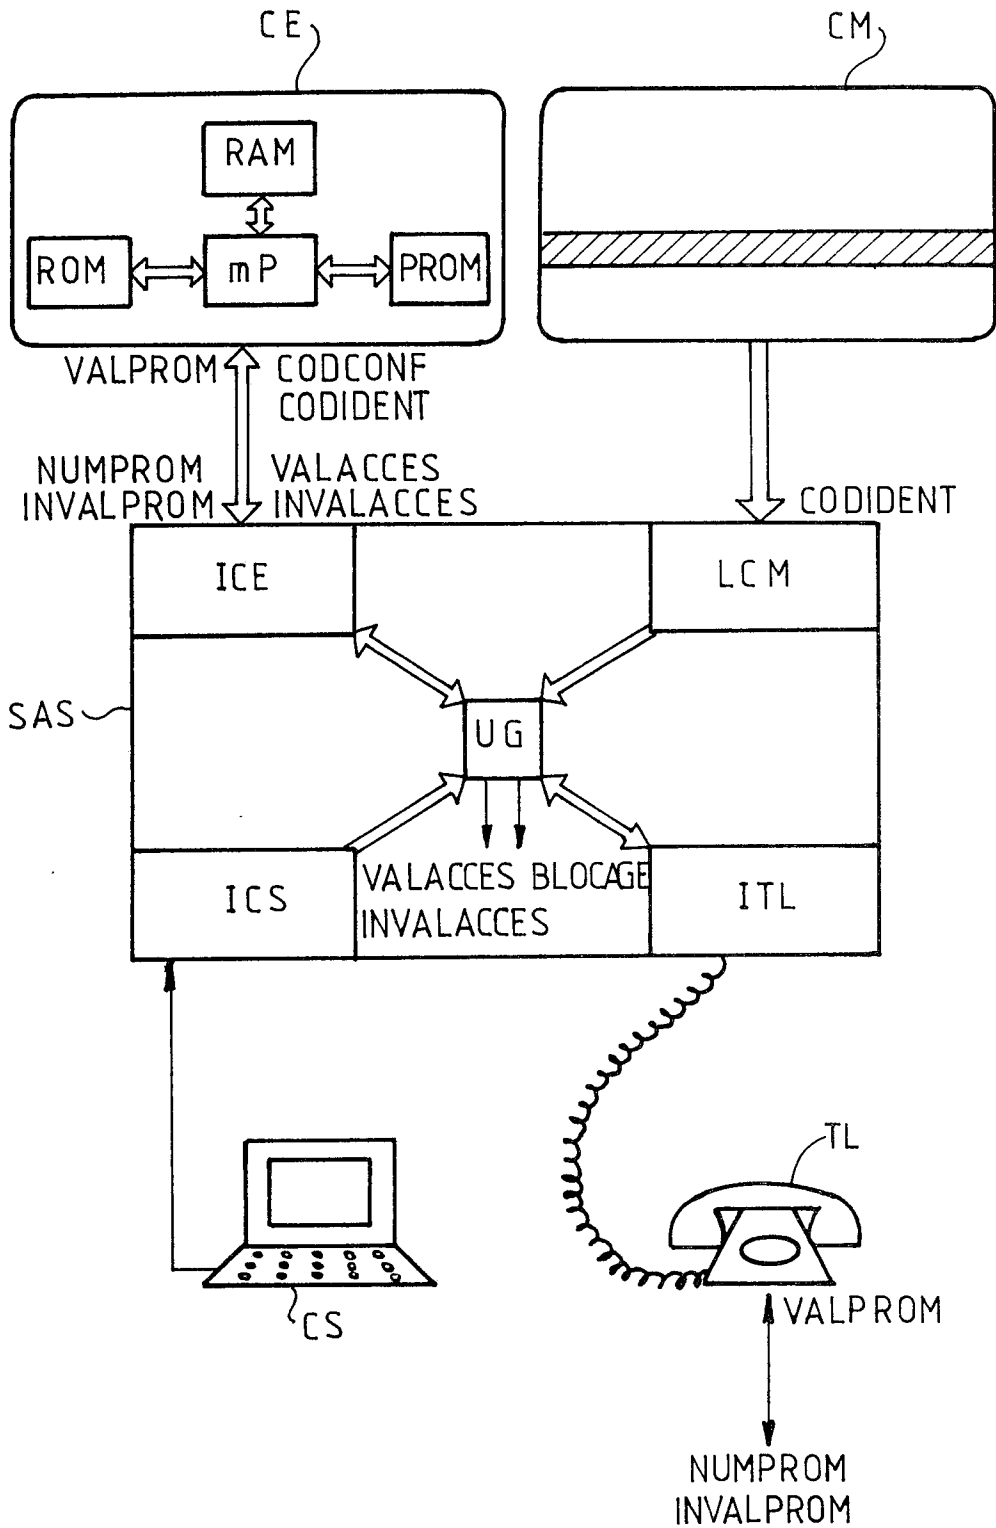 CE
CM
RAM
ROM
mP
PROM
VALPROM
CODCONF
CODIDENT
NUMPROM
INVALPROM
VALACCES
INVALACCES
CODIDENT
ICE
LCM
SAS
UG
VALACCES BLOCAGE
INVALACCES
ICS
ITL
TL
CS
VALPROM
NUMPROM
INVALPROM